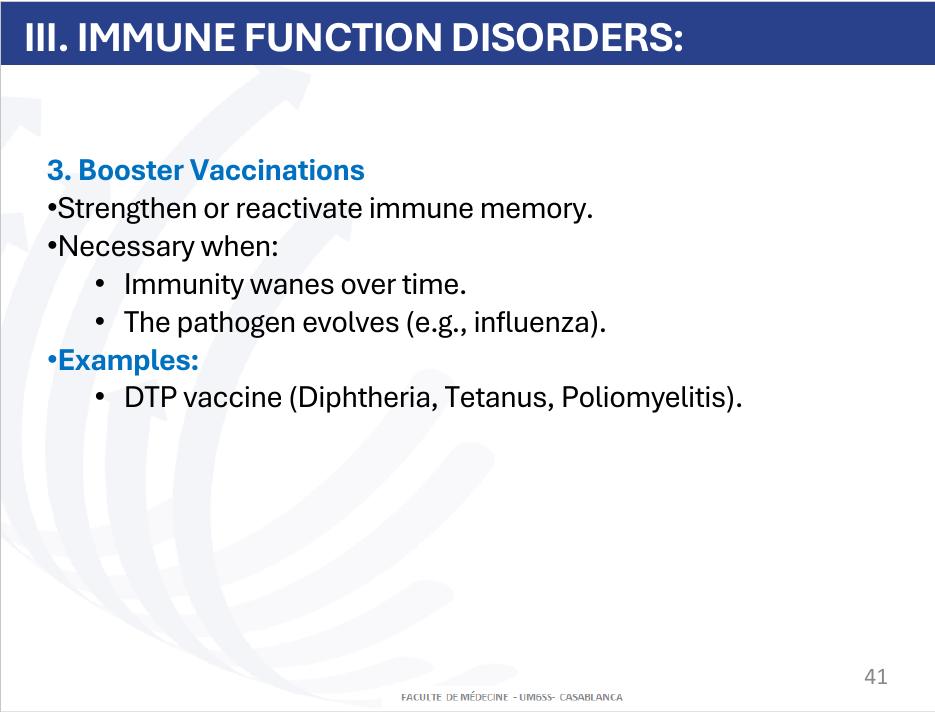 III. IMMUNE FUNCTION DISORDERS:
3. Booster Vaccinations
•Strengthen or reactivate immune memory.
•Necessary when:
• Immunity wanes over time.
• The pathogen evolves (e.g., influenza).
•Examples:
• DTP vaccine (Diphtheria, Tetanus, Poliomyelitis).
41
FACULTE DE MÉDECINE - UM6SS- CASABLANCA